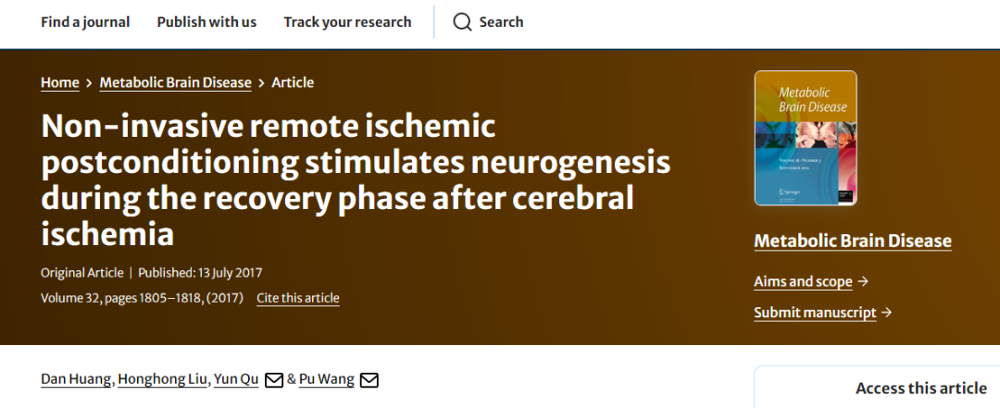 Find a journal Publish with us Track your research Search
Home > Metabolic Brain Disease > Article
Non-invasive remote ischemic
postconditioning stimulates neurogenesis
during the recovery phase after cerebral
ischemia
Original Article | Published: 13 July 2017
Volume 32, pages 1805–1818, (2017) Cite this article
Metabolic
Brain Disease
Springer
Metabolic Brain Disease
Aims and scope →
Submit manuscript →
Dan Huang, Honghong Liu, Yun Qu & Pu Wang
Access this article